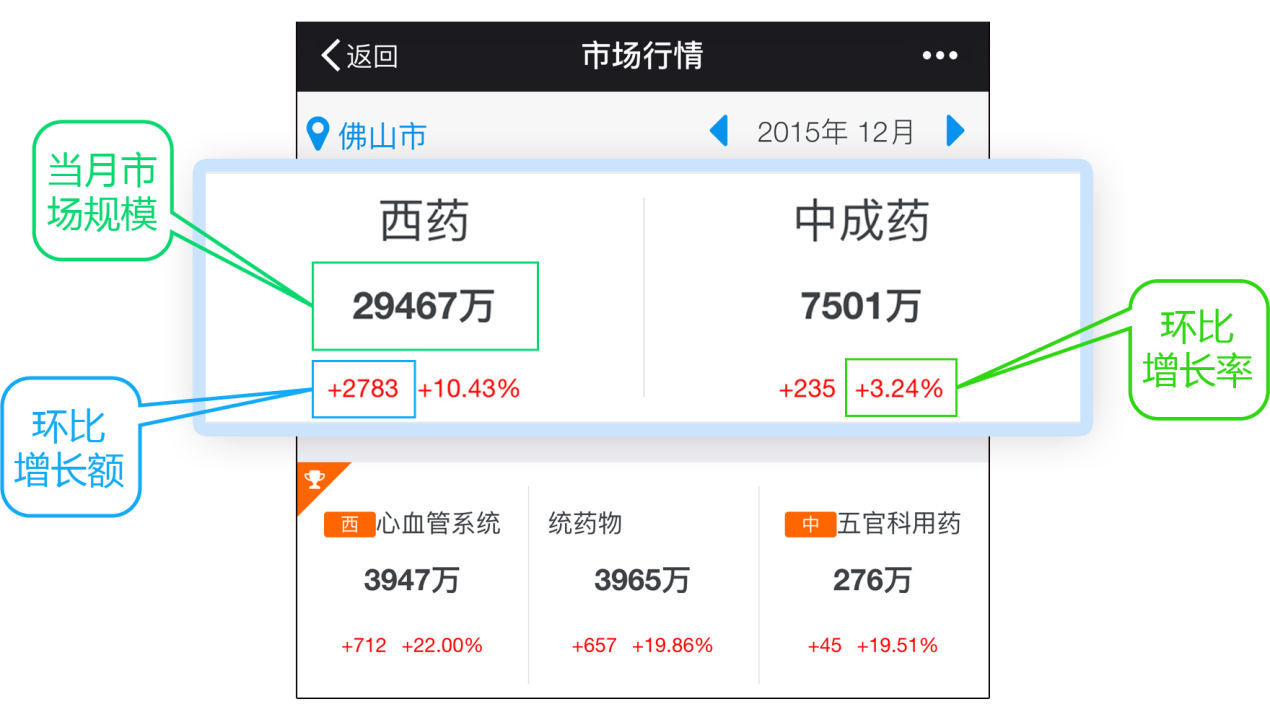 返回
市场行情
佛山市
2015年 12月
当月市
场规模
西药
中成药
29467万
7501万
+2783 +10.43%
+235 +3.24%
环比
增长率
环比
增长额
西 心血管系统
统药物
中 五官科用药
3947万
3965万
276万
+712 +22.00%
+657 +19.86%
+45 +19.51%